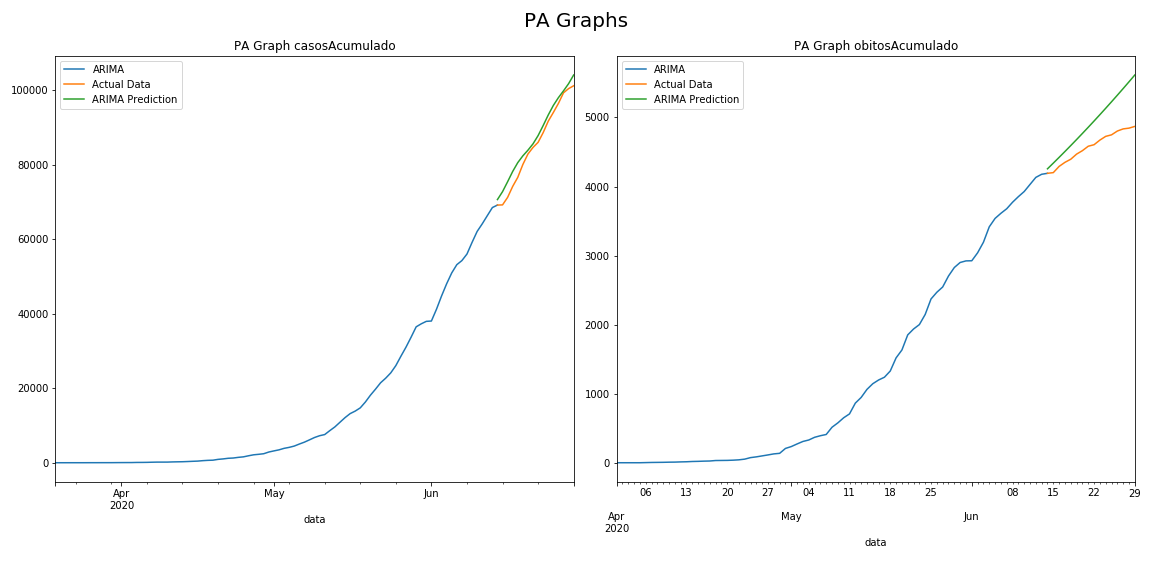 PA Graphs
PA Graph casosAcumulado
ARIMA
Actual Data
ARIMA Prediction
100000
80000
60000
40000
20000
0
Apr
2020
May
Jun
data
PA Graph obitosAcumulado
ARIMA
Actual Data
ARIMA Prediction
5000
4000
3000
2000
1000
0
06 13 20 27 04 11 18 25 08 15 22 29
Apr May Jun
2020
data